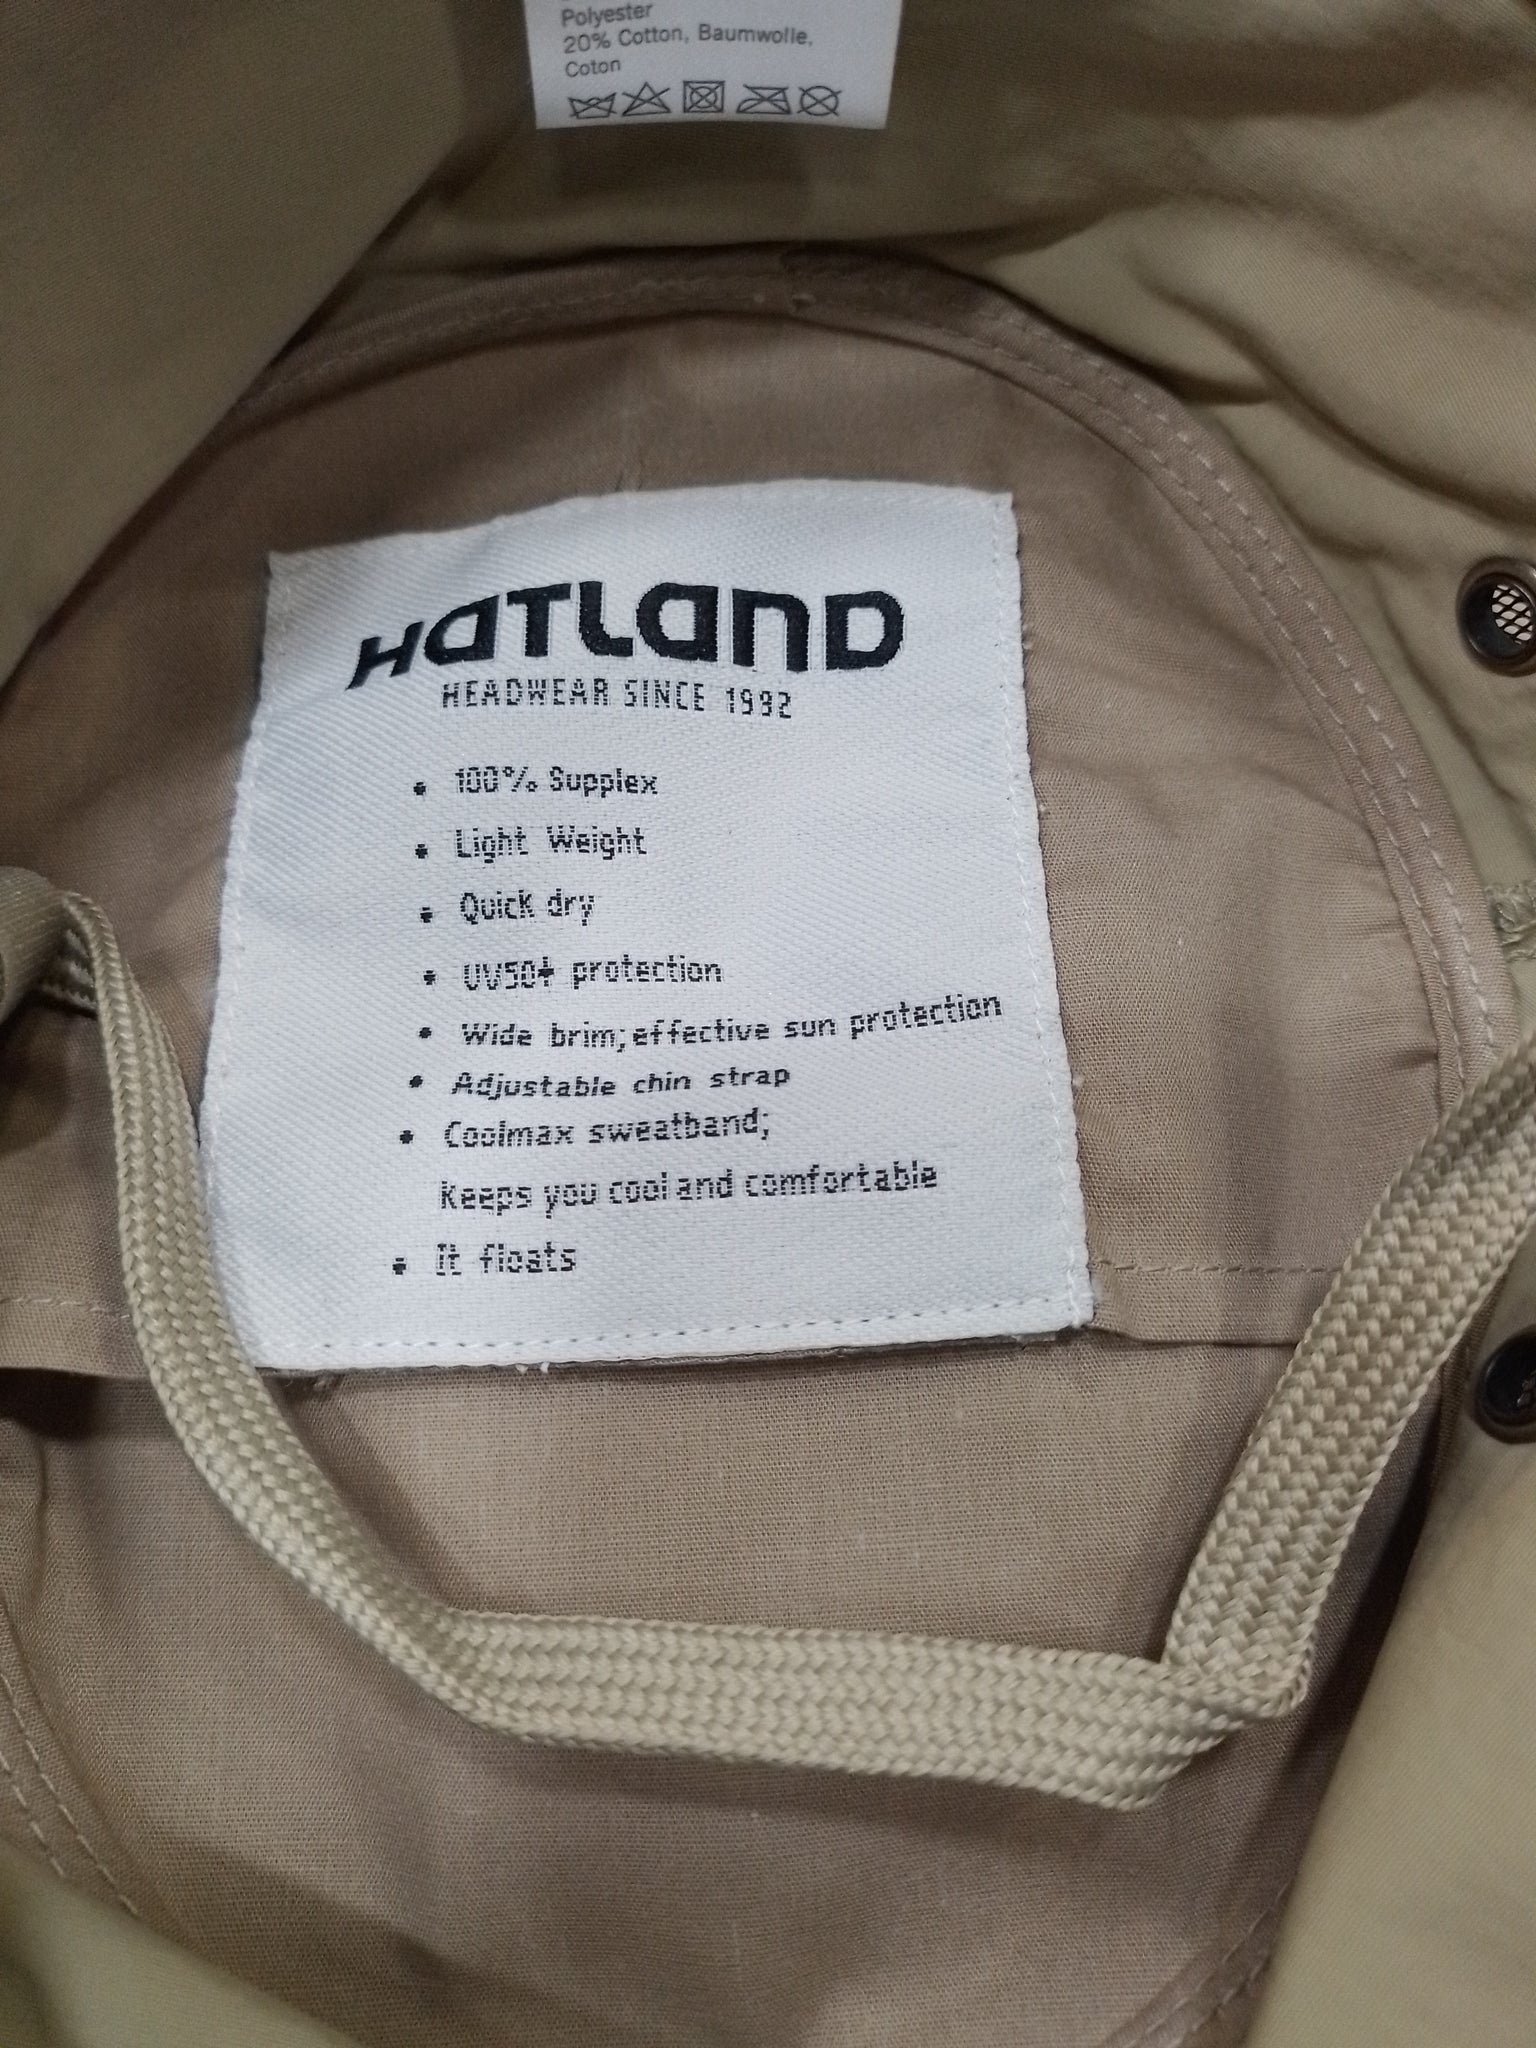 Polyester
20% Cotton, Baumwolle,
Coton
HATLAND
HEADWEAR SINCE 1992
• 100% Supplex
• Light Weight
• Quick dry
• UV50+ protection
• Wide brim; effective sun protection
• Adjustable chin strap
• Coolmax sweatband;
Keeps you cool and comfortable
• It floats